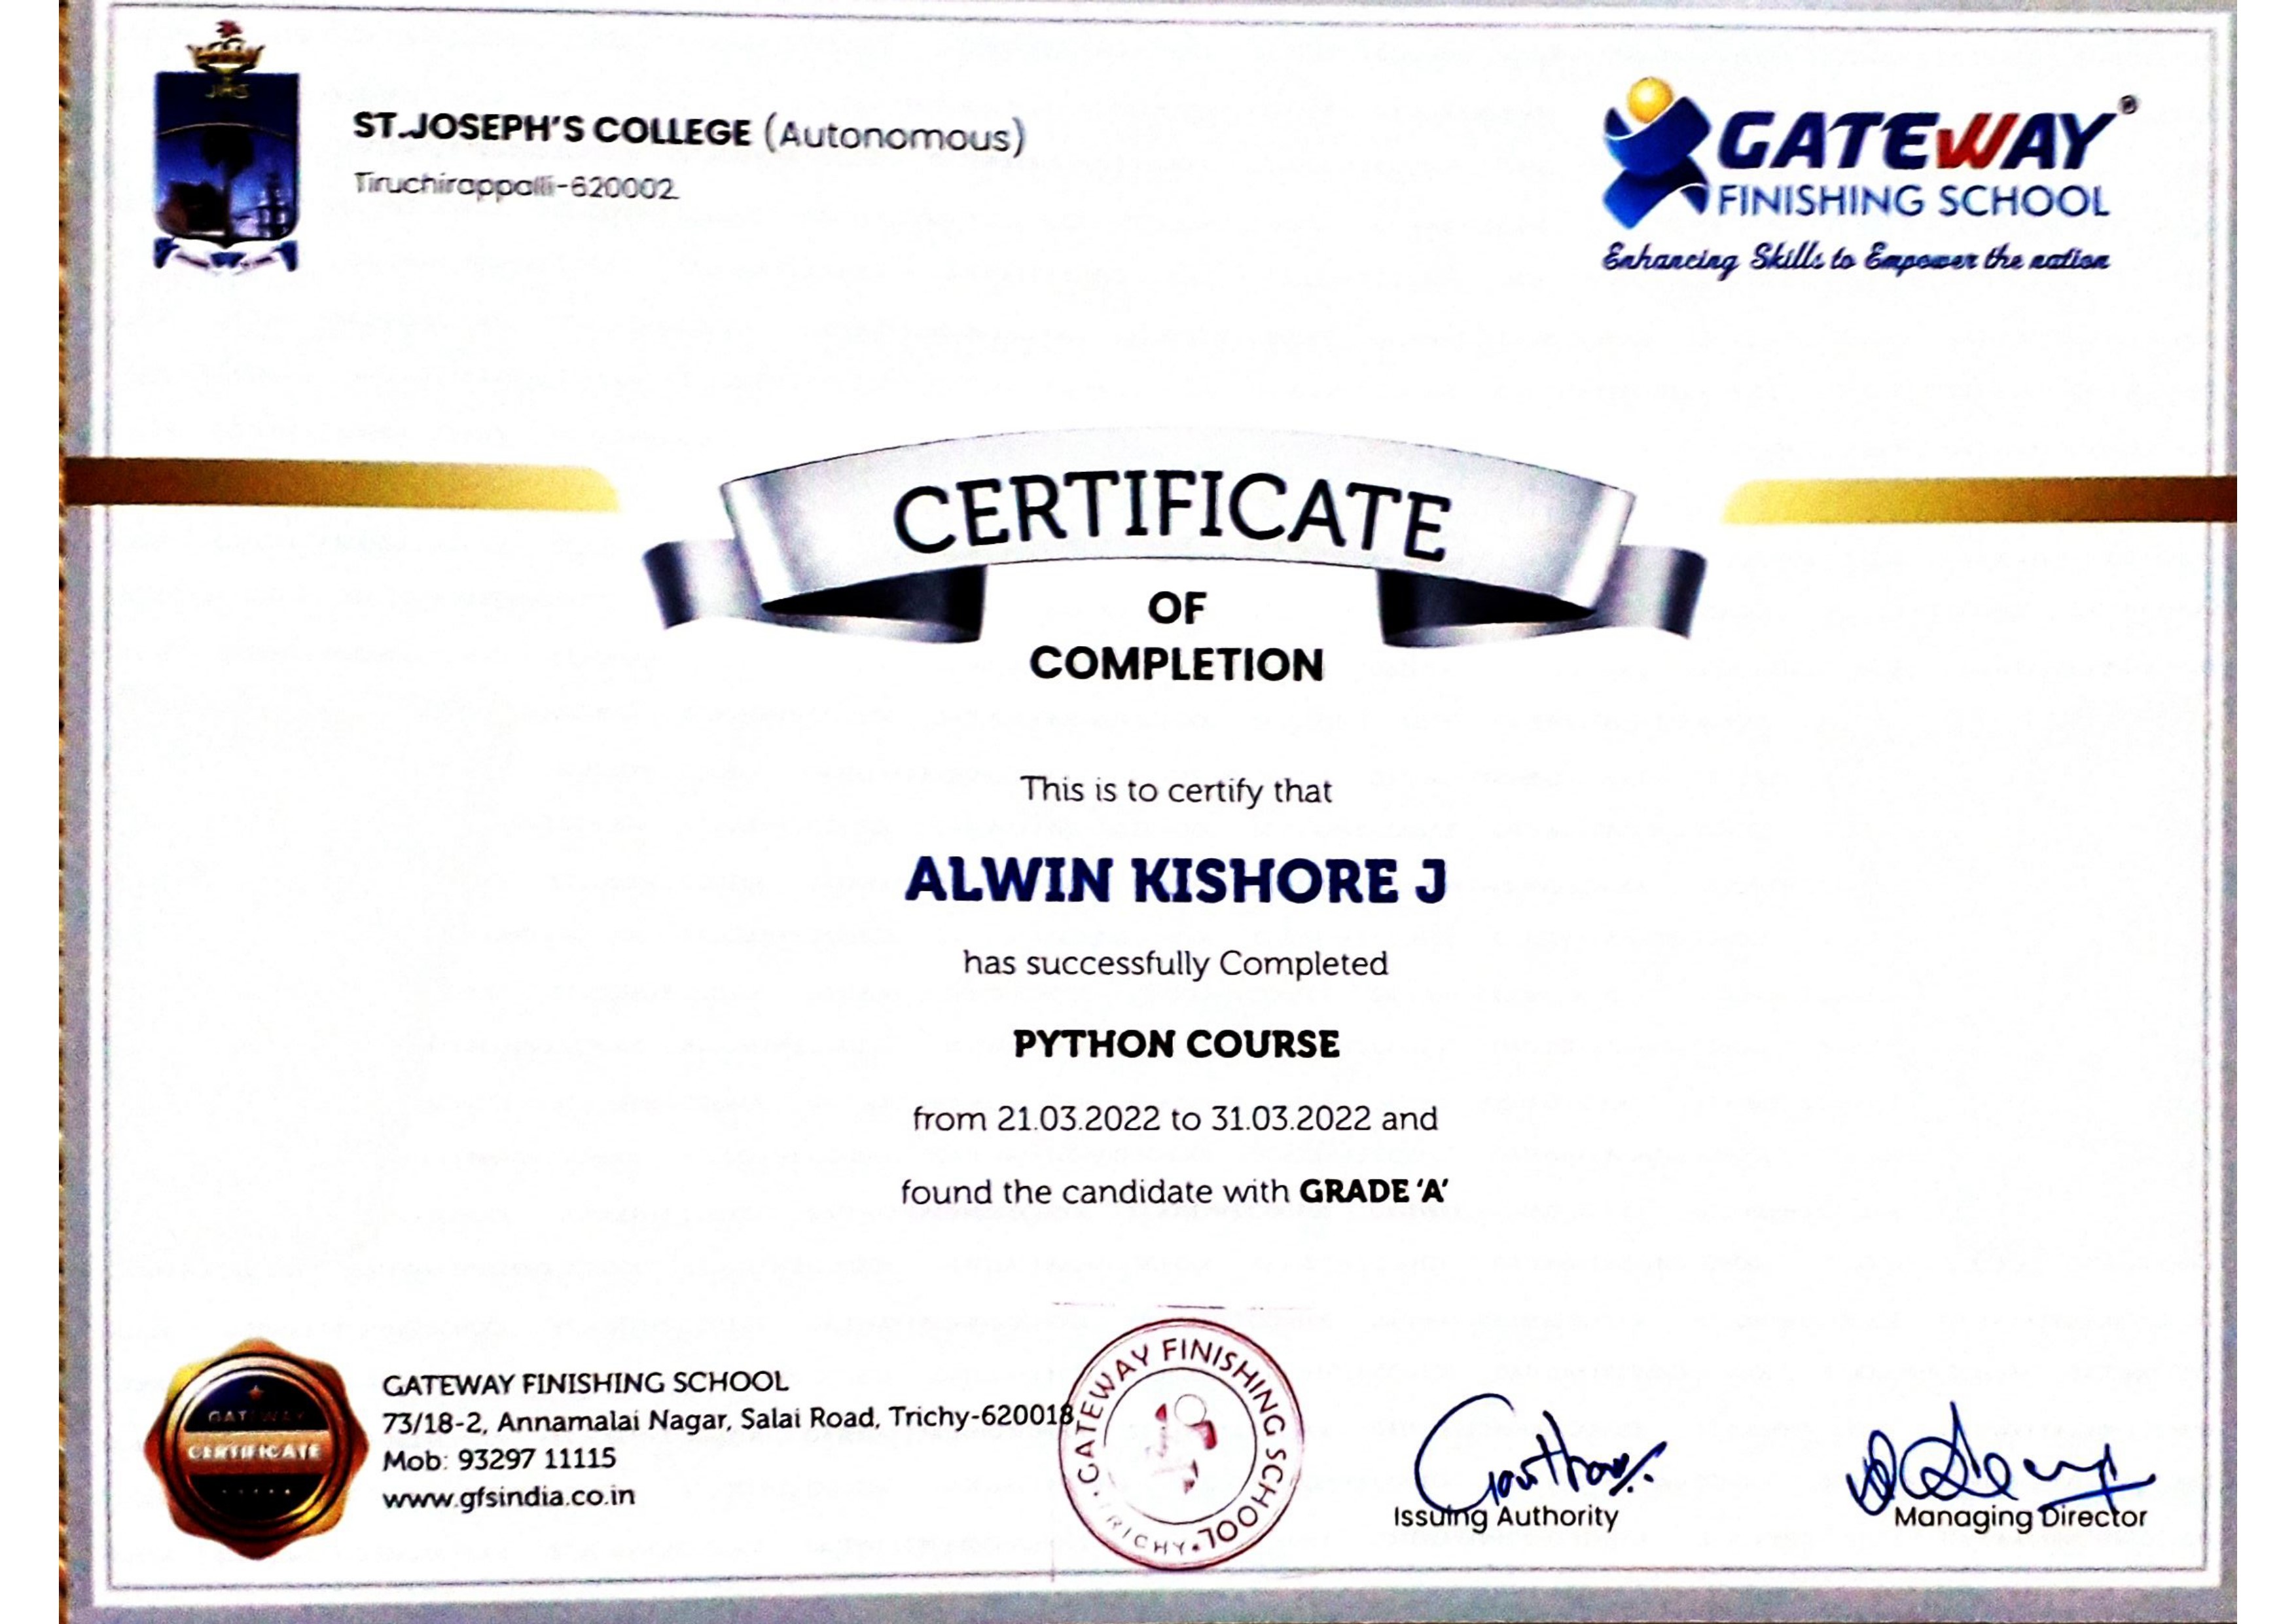 JHS
ST.JOSEPH'S COLLEGE (Autonomous)
Tiruchirappalli-620002
GATEWAY®
FINISHING SCHOOL
Enhancing Skills to Empower the nation
CERTIFICATE
OF
COMPLETION
This is to certify that
ALWIN KISHORE J
has successfully Completed
PYTHON COURSE
from 21.03.2022 to 31.03.2022 and
found the candidate with GRADE 'A'
GATEWAY
CERTIFICATE
GATEWAY FINISHING SCHOOL
73/18-2, Annamalai Nagar, Salai Road, Trichy-620018
Mob: 93297 11115
www.gfsindia.co.in
GATEWAY FINISHING SCHOOL
TRICHY
Issuing Authority
Managing Director